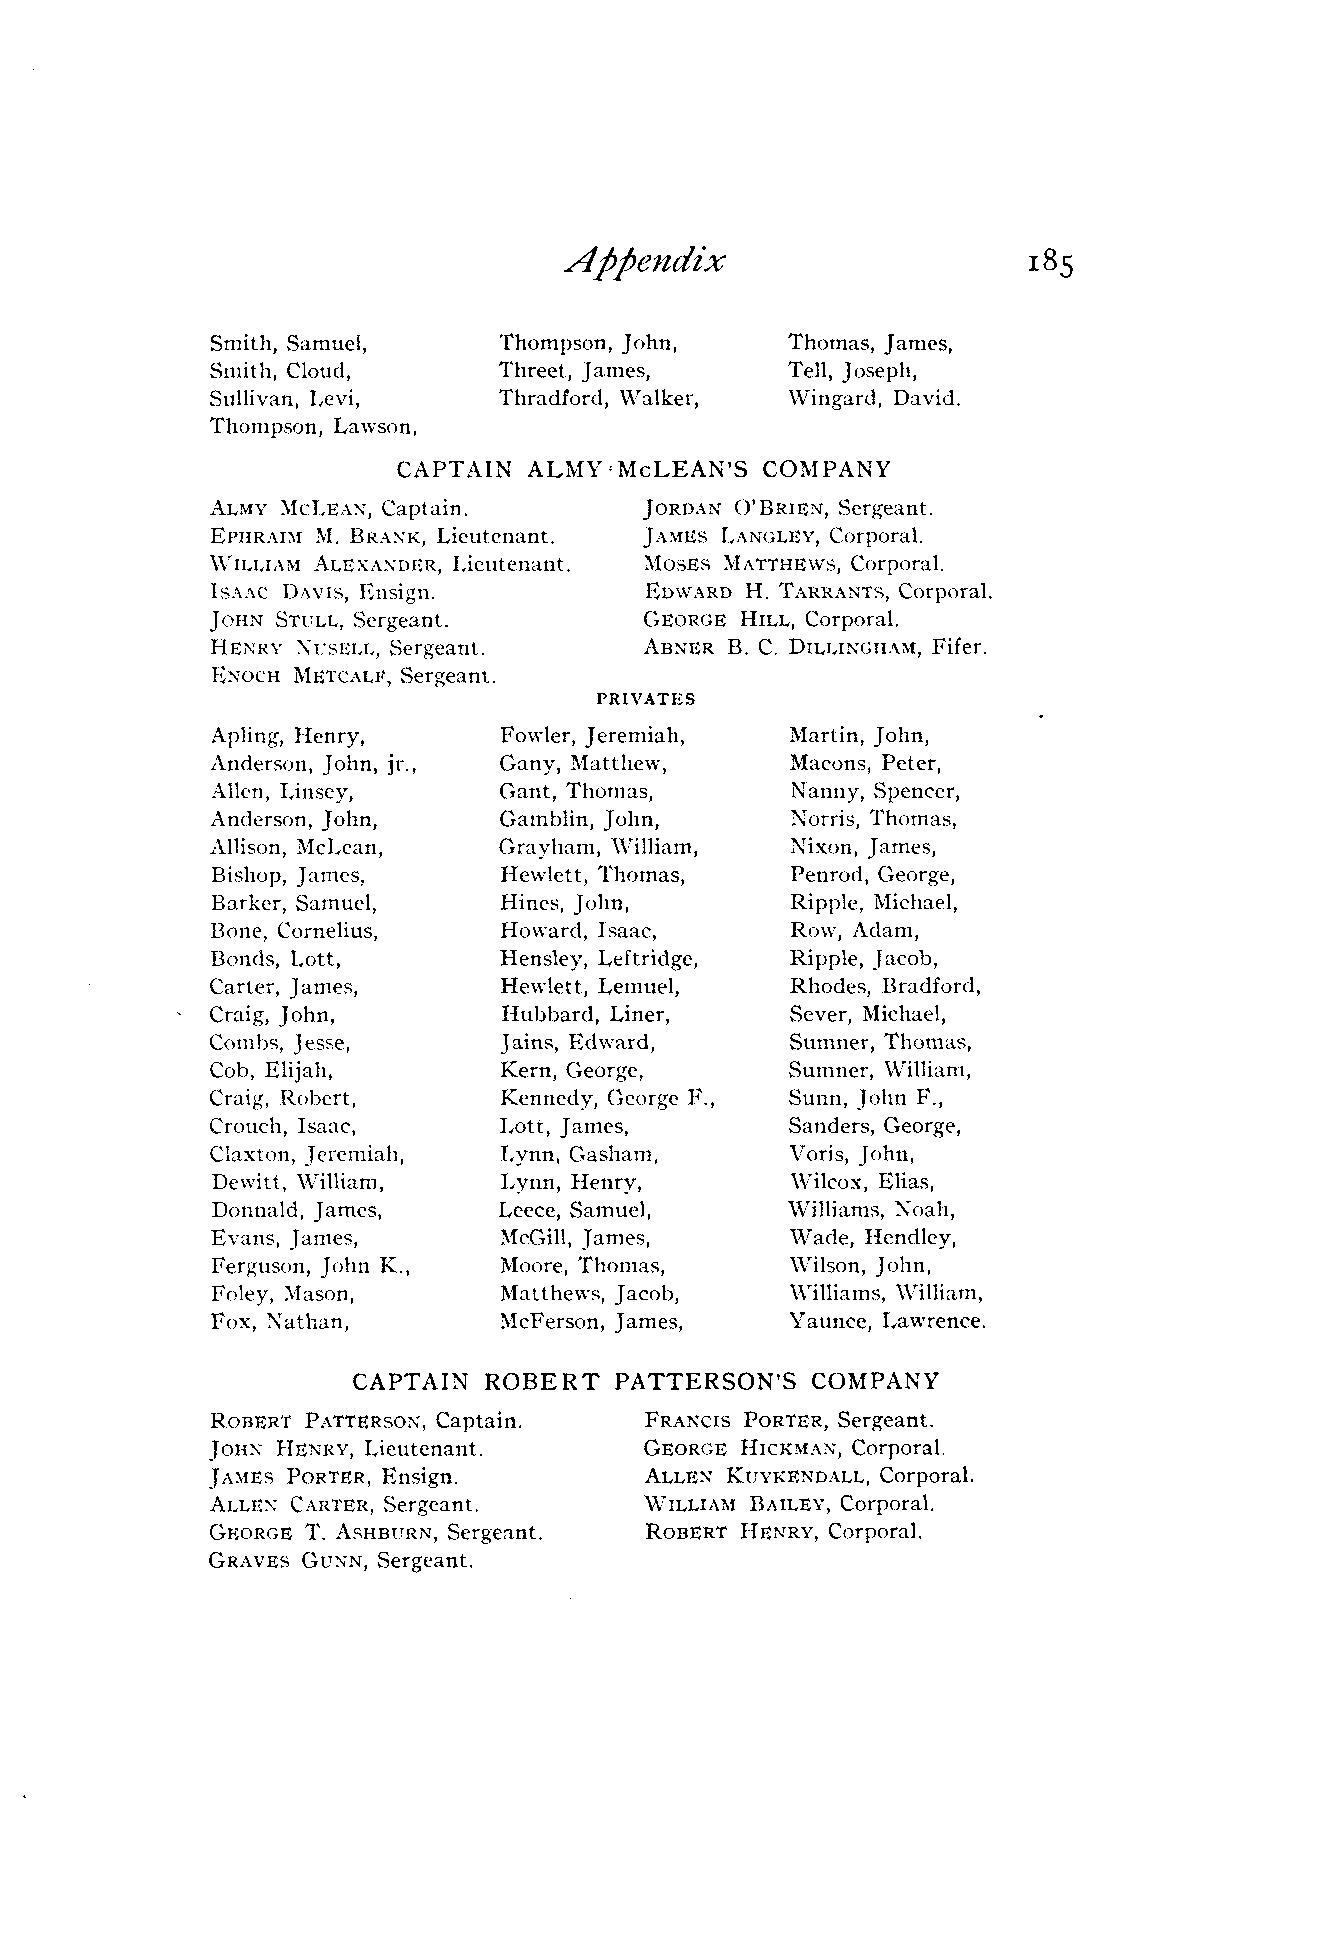 Appendix 185
Smith, Samuel, Thompson, John, Thomas, James,
Smith, Cloud, Threet, James, Tell, Joseph,
Sullivan, Levi, Thradford, Walker, Wingard, David.
Thompson, Lawson,
CAPTAIN ALMY McLEAN'S COMPANY
ALMY MCLEAN, Captain. JORDAN O'BRIEN, Sergeant.
EPHRAIM M. BRANK, Lieutenant. JAMES LANGLEY, Corporal.
WILLIAM ALEXANDER, Lieutenant. MOSES MATTHEWS, Corporal.
ISAAC DAVIS, Ensign. EDWARD H. TARRANTS, Corporal.
JOHN STULL, Sergeant. GEORGE HILL, Corporal.
HENRY NUSELL, Sergeant. ABNER B. C. DILLINGHAM, Fifer.
ENOCH METCALF, Sergeant.
PRIVATES
Apling, Henry, Fowler, Jeremiah, Martin, John,
Anderson, John, jr., Gany, Matthew, Macons, Peter,
Allen, Linsey, Gant, Thomas, Nanny, Spencer,
Anderson, John, Gamblin, John, Norris, Thomas,
Allison, McLean, Grayham, William, Nixon, James,
Bishop, James, Hewlett, Thomas, Penrod, George,
Barker, Samuel, Hines, John, Ripple, Michael,
Bone, Cornelius, Howard, Isaac, Row, Adam,
Bonds, Lott, Hensley, Leftridge, Ripple, Jacob,
Carter, James, Hewlett, Lemuel, Rhodes, Bradford,
Craig, John, Hubbard, Liner, Sever, Michael,
Combs, Jesse, Jains, Edward, Sumner, Thomas,
Cob, Elijah, Kern, George, Sumner, William,
Craig, Robert, Kennedy, George F., Sunn, John F.,
Crouch, Isaac, Lott, James, Sanders, George,
Claxton, Jeremiah, Lynn, Gasham, Voris, John,
Dewitt, William, Lynn, Henry, Wilcox, Elias,
Donnald, James, Leece, Samuel, Williams, Noah,
Evans, James, McGill, James, Wade, Hendley,
Ferguson, John K., Moore, Thomas, Wilson, John,
Foley, Mason, Matthews, Jacob, Williams, William,
Fox, Nathan, McFerson, James, Yaunce, Lawrence.
CAPTAIN ROBERT PATTERSON'S COMPANY
ROBERT PATTERSON, Captain. FRANCIS PORTER, Sergeant.
JOHN HENRY, Lieutenant. GEORGE HICKMAN, Corporal.
JAMES PORTER, Ensign. ALLEN KUYKENDALL, Corporal.
ALLEN CARTER, Sergeant. WILLIAM BAILEY, Corporal.
GEORGE T. ASHBURN, Sergeant. ROBERT HENRY, Corporal.
GRAVES GUNN, Sergeant.